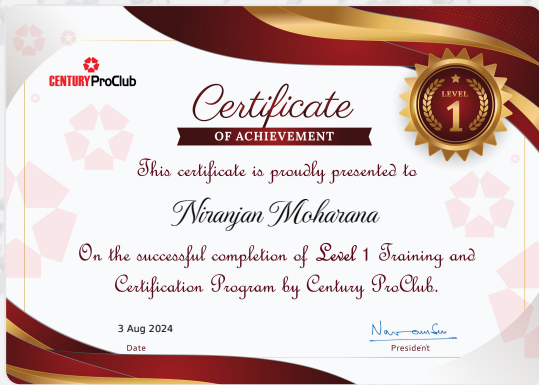 CENTURY ProClub
LEVEL
1
Certificate
OF ACHIEVEMENT
This certificate is proudly presented to
Niranjan Moharana
On the successful completion of Level 1 Training and
Certification Program by Century ProClub.
3 Aug 2024
Date
President